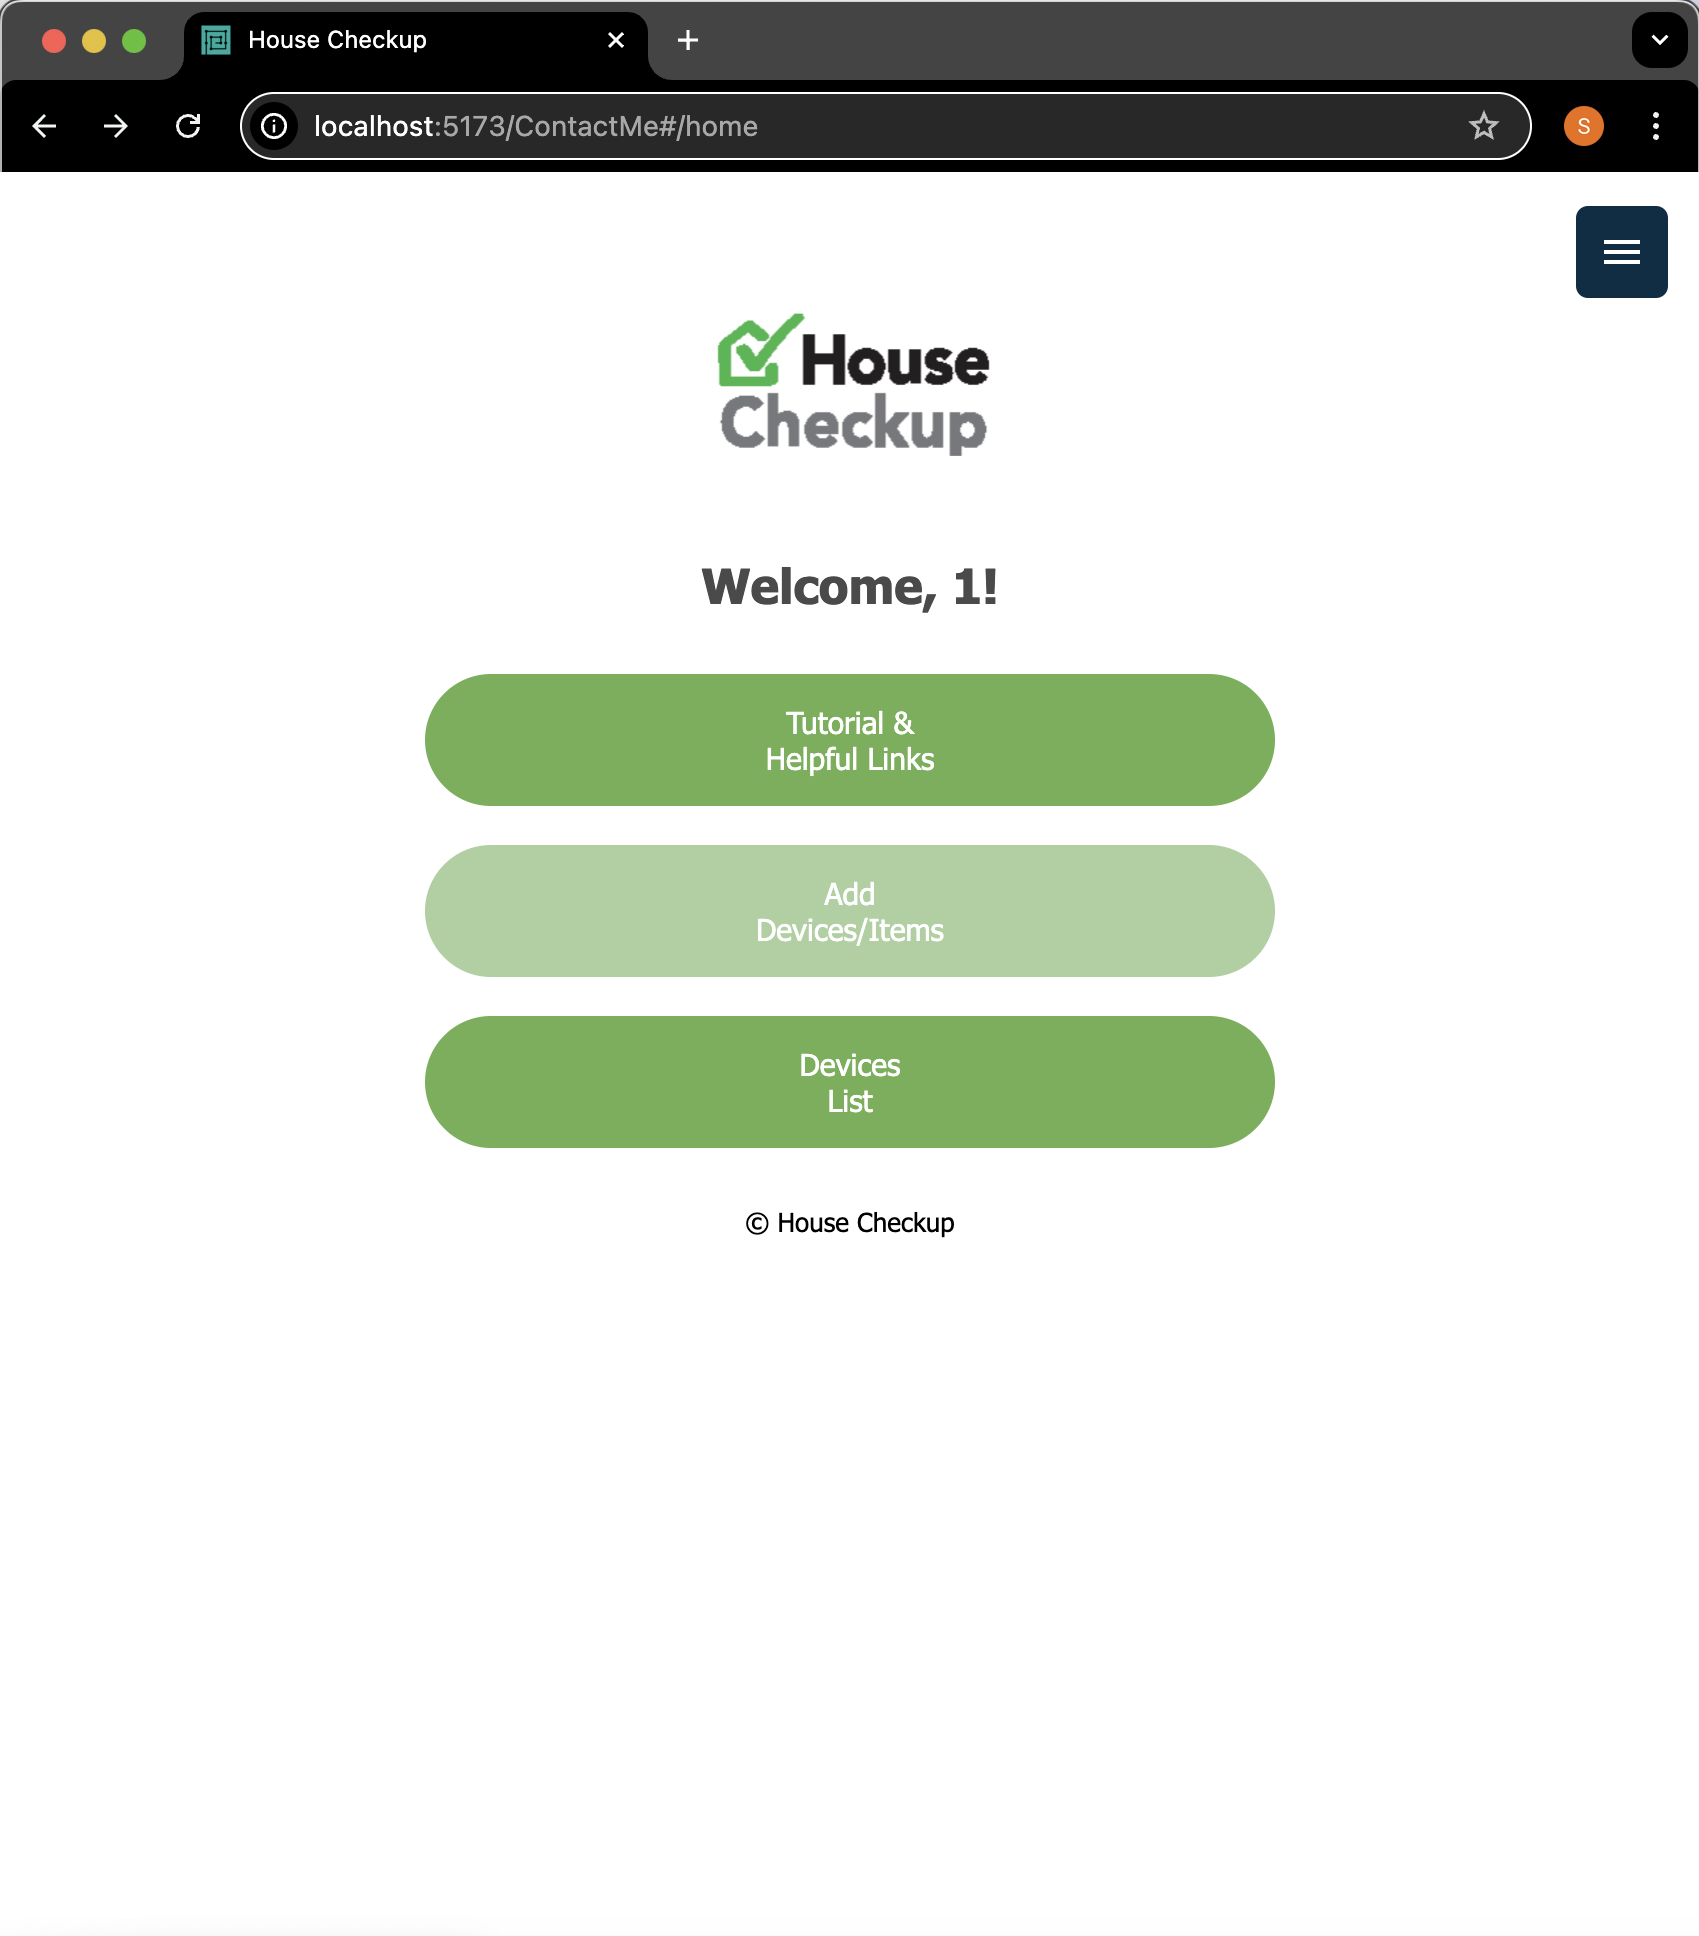 House Checkup
localhost:5173/ContactMe#/home
S
House
Checkup
Welcome, 1!
Tutorial &
Helpful Links
Add
Devices/Items
Devices
List
© House Checkup